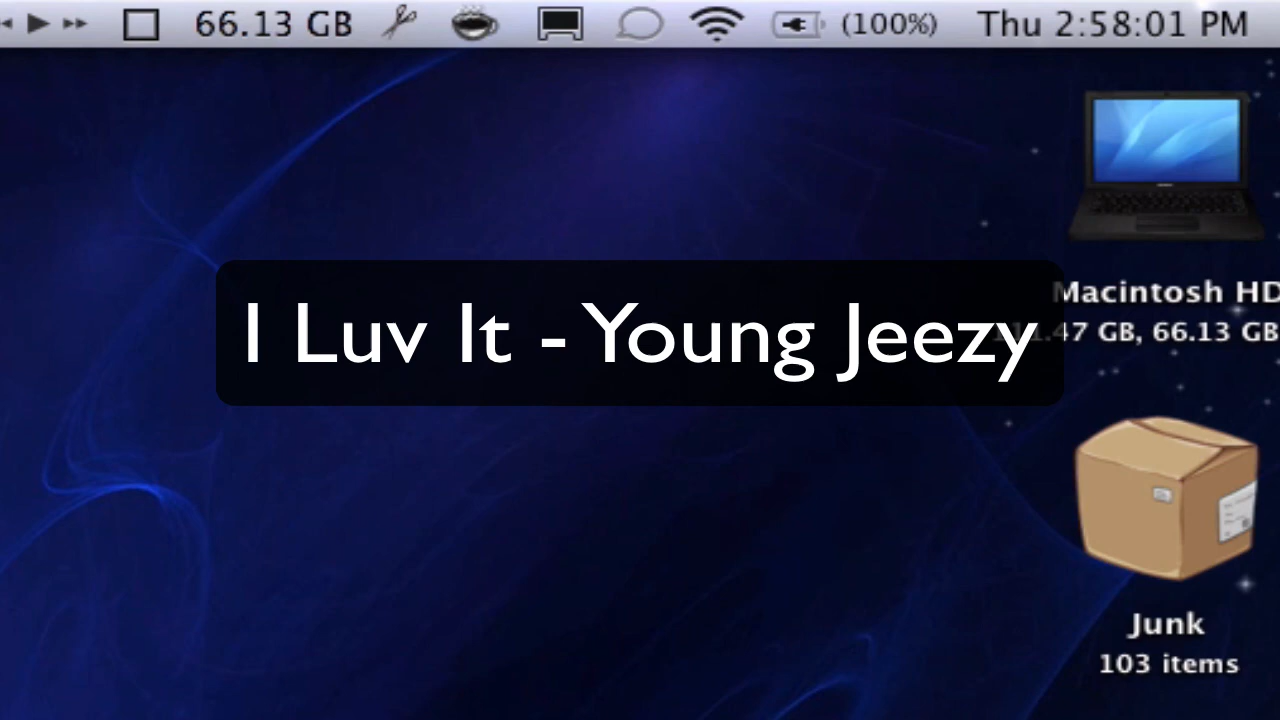 66.13 GB (100%) Thu 2:58:01 PM
Macintosh HD
.47 GB, 66.13 GB
I Luv It - Young Jeezy
Junk
103 items